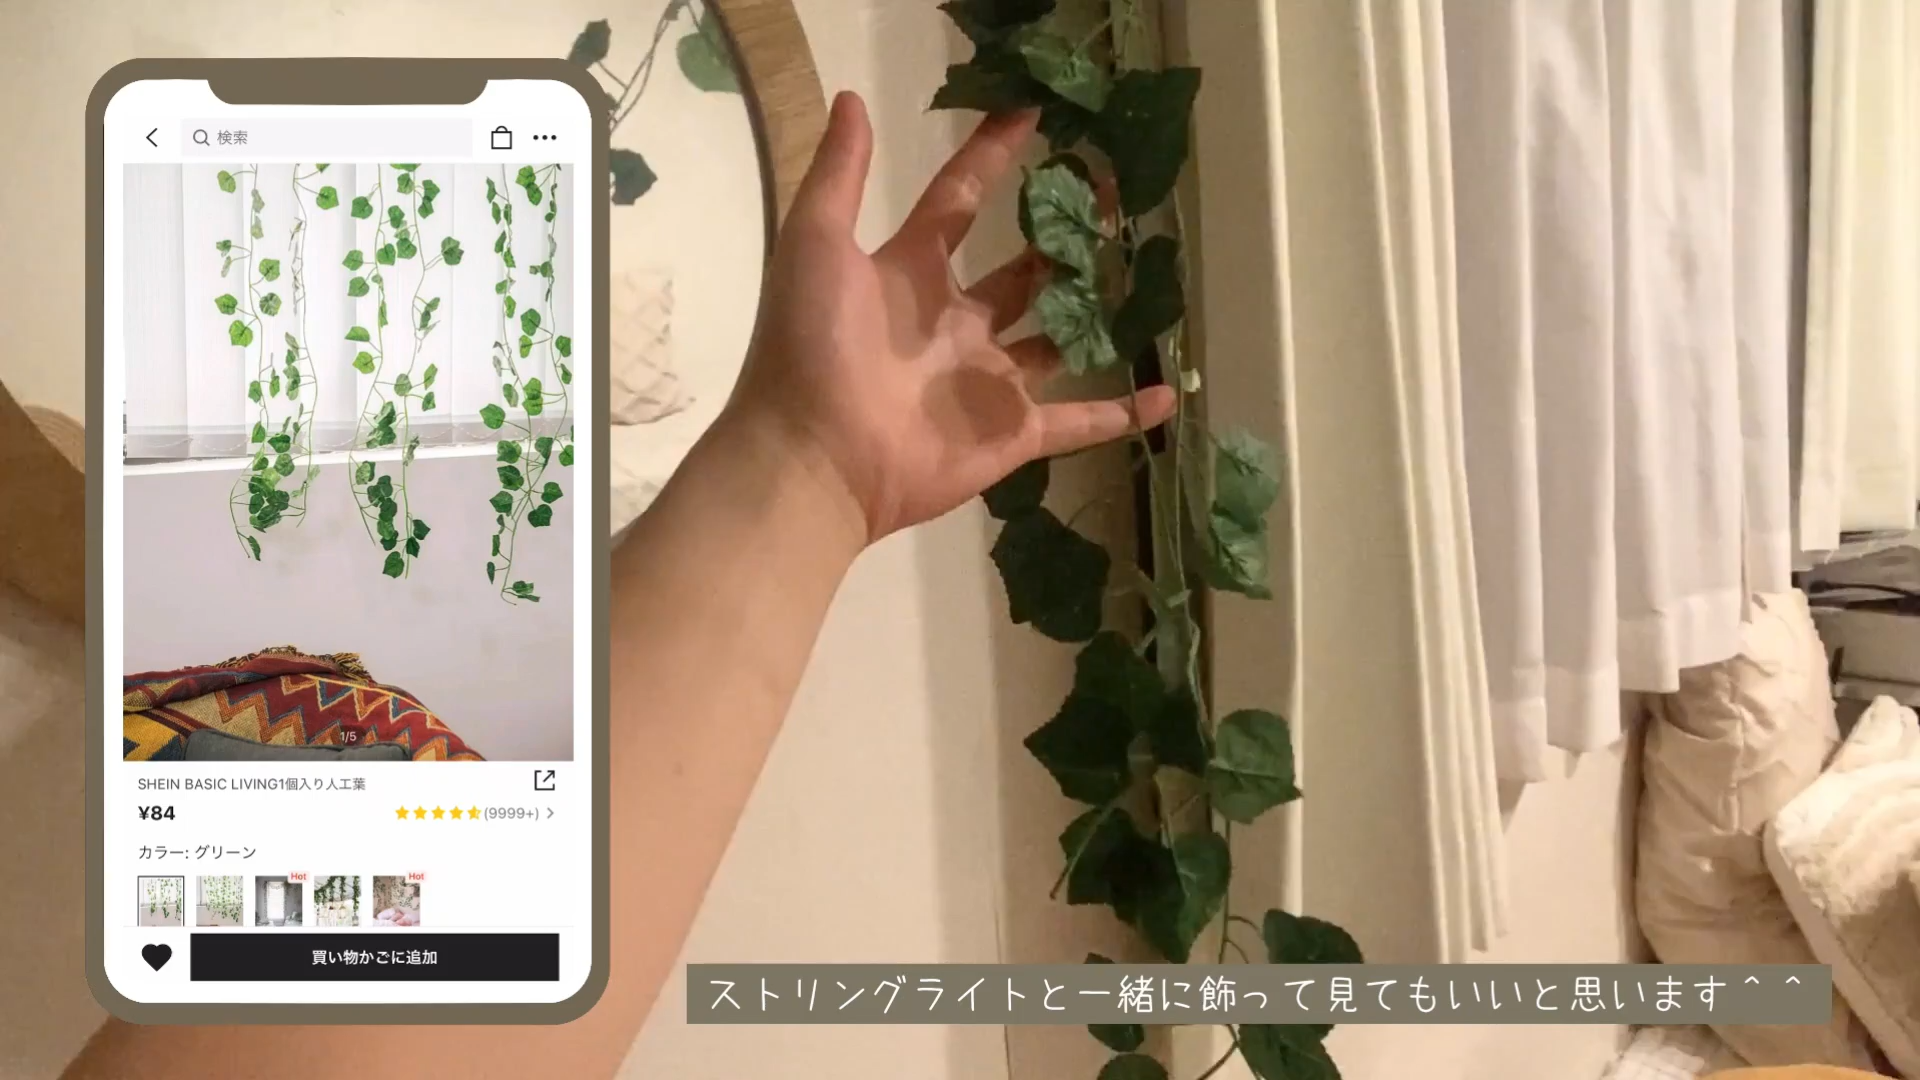 検索
1/5
SHEIN BASIC LIVING1個入り人工葉
¥84
(9999+)
カラー: グリーン
Hot
Hot
買い物かごに追加
ストリングライトと一緒に飾って見てもいいと思います＾＾